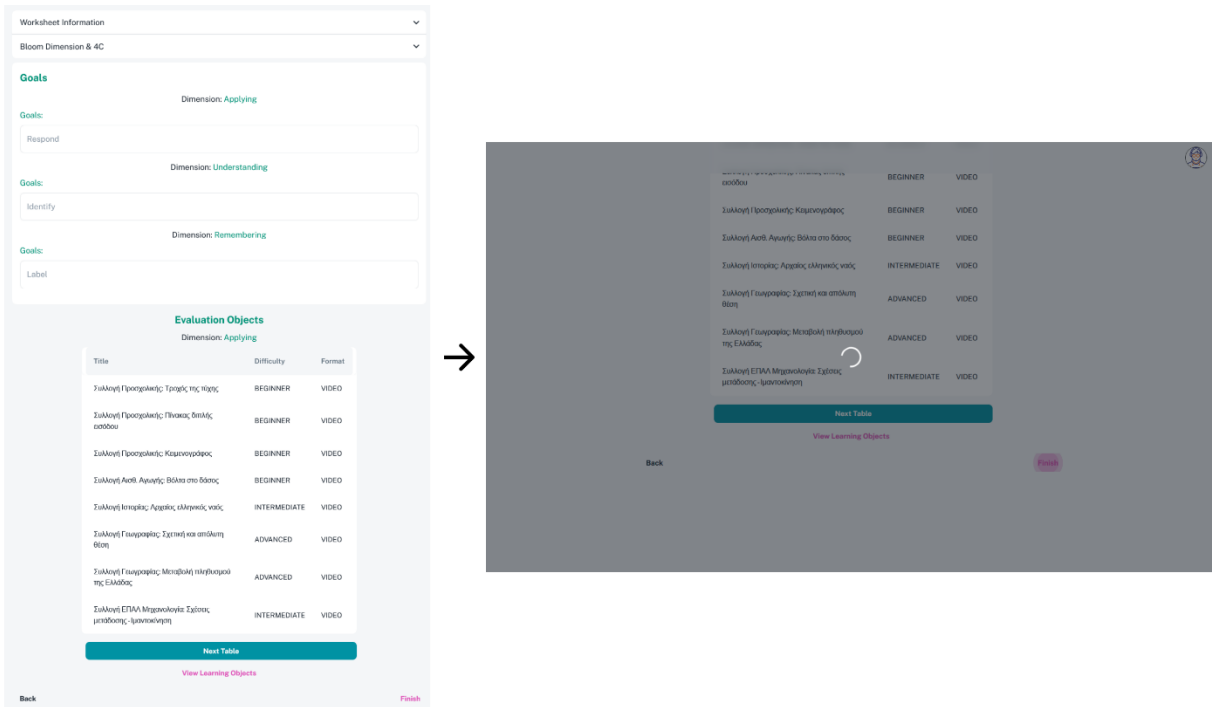 Worksheet Information
Bloom Dimension & 4C
Goals
Dimension: Applying
Goals:
Respond
Dimension: Understanding
Goals:
Identify
Dimension: Remembering
Goals:
Label
Evaluation Objects
Dimension: Applying
Title Difficulty Format
Συλλογή Προσχολικής: Τροχός της τύχης BEGINNER VIDEO
Συλλογή Προσχολικής: Πίνακας διπλής
εισόδου BEGINNER VIDEO
Συλλογή Προσχολικής: Κειμενογράφος BEGINNER VIDEO
Συλλογή Αισθ. Αγωγής: Βόλτα στο δάσος BEGINNER VIDEO
Συλλογή Ιστορίας: Αρχαίος ελληνικός ναός INTERMEDIATE VIDEO
Συλλογή Γεωγραφίας: Σχετική και απόλυτη
θέση ADVANCED VIDEO
Συλλογή Γεωγραφίας: Μεταβολή πληθυσμού
της Ελλάδας ADVANCED VIDEO
Συλλογή ΕΠΑΛ Μηχανολογία: Σχέσεις
μετάδοσης - Ιμαντοκίνηση INTERMEDIATE VIDEO
Next Table
View Learning Objects
Back Finish
εισόδου BEGINNER VIDEO
Συλλογή Προσχολικής: Κειμενογράφος BEGINNER VIDEO
Συλλογή Αισθ. Αγωγής: Βόλτα στο δάσος BEGINNER VIDEO
Συλλογή Ιστορίας: Αρχαίος ελληνικός ναός INTERMEDIATE VIDEO
Συλλογή Γεωγραφίας: Σχετική και απόλυτη
θέση ADVANCED VIDEO
Συλλογή Γεωγραφίας: Μεταβολή πληθυσμού
της Ελλάδας ADVANCED VIDEO
Συλλογή ΕΠΑΛ Μηχανολογία: Σχέσεις
μετάδοσης - Ιμαντοκίνηση INTERMEDIATE VIDEO
Next Table
View Learning Objects
Back Finish